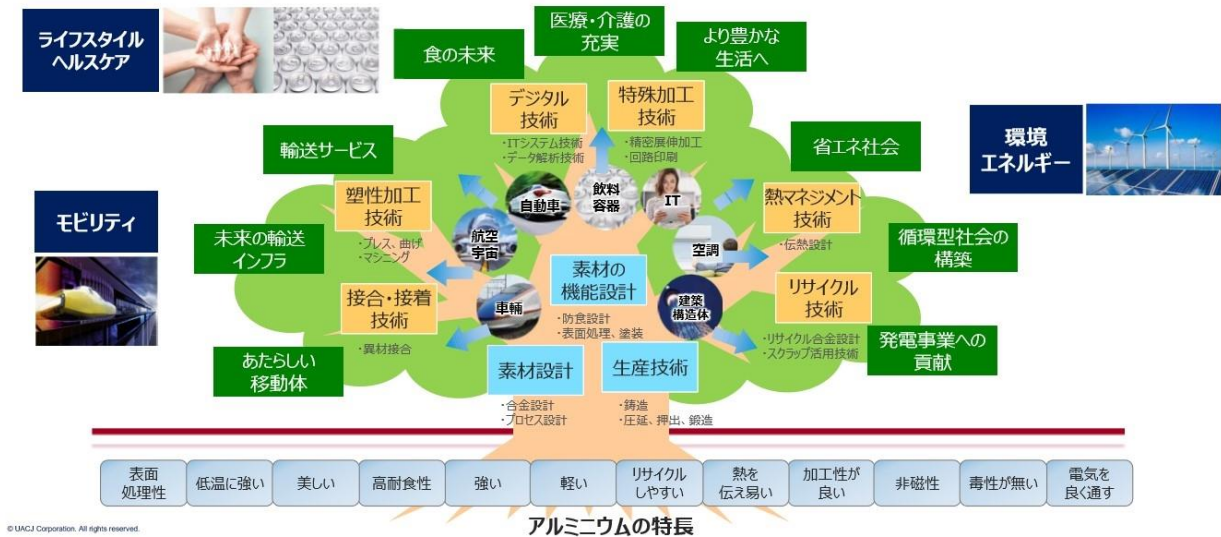 ライフスタイル
ヘルスケア
食の未来
医療・介護の
充実
より豊かな
生活へ
デジタル
技術
・ITシステム技術
・データ解析技術
特殊加工
技術
・精密展伸加工
・回路印刷
輸送サービス
省エネ社会
環境
エネルギー
塑性加工
技術
・プレス、曲げ
・マシニング
自動車
飲料
容器
IT
熱マネジメント
技術
・伝熱設計
モビリティ
未来の輸送
インフラ
航空
宇宙
空調
循環型社会の
構築
素材の
機能設計
・防食設計
・表面処理、塗装
接合・接着
技術
・異材接合
車輌
建築
構造体
リサイクル
技術
・リサイクル合金設計
・スクラップ活用技術
あたらしい
移動体
発電事業への
貢献
素材設計
・合金設計
・プロセス設計
生産技術
・鋳造
・圧延、押出、鍛造
表面
処理性
低温に強い
美しい
高耐食性
強い
軽い
リサイクル
しやすい
熱を
伝え易い
加工性が
良い
非磁性
毒性が無い
電気を
良く通す
アルミニウムの特長
© UACJ Corporation. All rights reserved.